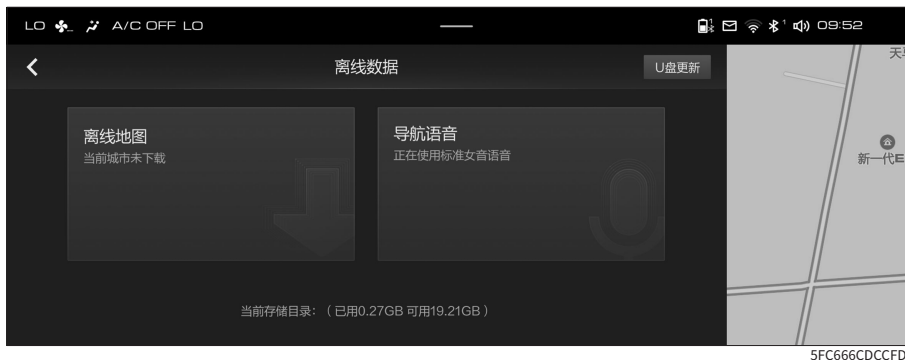 LO A/C OFF LO
1 1 09:52
离线数据
U盘更新
离线地图
当前城市未下载
导航语音
正在使用标准女音语音
当前存储目录：（已用0.27GB 可用19.21GB）
新一代E
5FC666CDCCFD